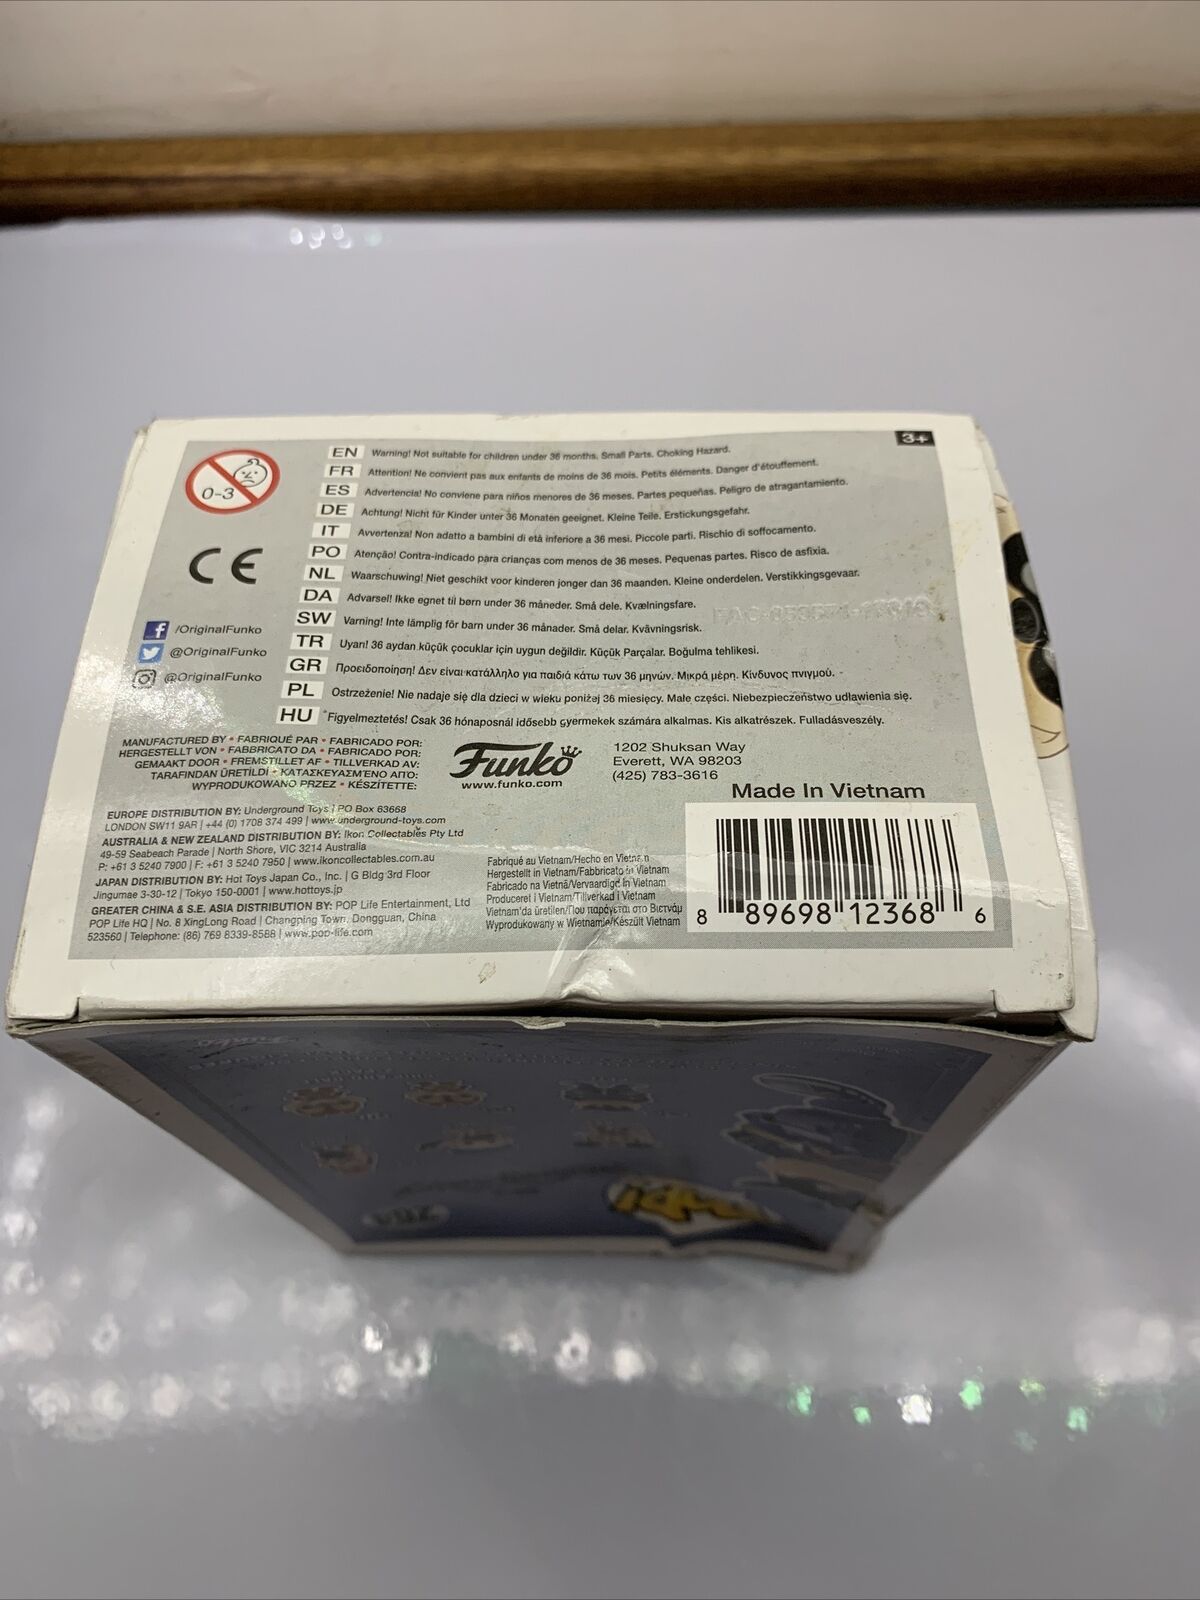 3+
0-3
EN Warning! Not suitable for children under 36 months. Small Parts. Choking Hazard.
FR Attention! Ne convient pas aux enfants de moins de 36 mois. Petits éléments. Danger d'étouffement.
ES Advertencia! No conviene para niños menores de 36 meses. Partes pequeñas. Peligro de atragantamiento.
DE Achtung! Nicht für Kinder unter 36 Monaten geeignet. Kleine Teile. Erstickungsgefahr.
IT Avvertenza! Non adatto a bambini di età inferiore a 36 mesi. Piccole parti. Rischio di soffocamento.
PO Atenção! Contra-indicado para crianças com menos de 36 meses. Pequenas partes. Risco de asfixia.
NL Waarschuwing! Niet geschikt voor kinderen jonger dan 36 maanden. Kleine onderdelen. Verstikkingsgevaar.
DA Advarsel! Ikke egnet til børn under 36 måneder. Små dele. Kvælningsfare.
SW Varning! Inte lämplig för barn under 36 månader. Små delar. Kvävningsrisk.
TR Uyarı! 36 aydan küçük çocuklar için uygun değildir. Küçük Parçalar. Boğulma tehlikesi.
GR Προειδοποίηση! Δεν είναι κατάλληλο για παιδιά κάτω των 36 μηνών. Μικρά μέρη. Κίνδυνος πνιγμού.
PL Ostrzeżenie! Nie nadaje się dla dzieci w wieku poniżej 36 miesięcy. Małe części. Niebezpieczeństwo udławienia się.
HU Figyelmeztetés! Csak 36 hónaposnál idősebb gyermekek számára alkalmas. Kis alkatrészek. Fulladásveszély.
CE
/OriginalFunko
@OriginalFunko
@OriginalFunko
MANUFACTURED BY • FABRIQUÉ PAR • FABRICADO POR:
HERGESTELLT VON • FABBRICATO DA • FABRICADO POR:
GEMAAKT DOOR • FREMSTILLET AF • TILLVERKAD AV:
TARAFINDAN ÜRETİLDİ • ΚΑΤΑΣΚΕΥΑΣΜΈΝΟ ΑΠΌ:
WYPRODUKOWANO PRZEZ • KÉSZÍTETTE:
Funko
www.funko.com
1202 Shuksan Way
Everett, WA 98203
(425) 783-3616
Made In Vietnam
EUROPE DISTRIBUTION BY: Underground Toys | PO Box 63668
LONDON SW11 9AR | +44 (0) 1708 374 499 | www.underground-toys.com
AUSTRALIA & NEW ZEALAND DISTRIBUTION BY: Ikon Collectables Pty Ltd
49-59 Seabeach Parade | North Shore, VIC 3214 Australia
P: +61 3 5240 7900 | F: +61 3 5240 7950 | www.ikoncollectables.com.au
JAPAN DISTRIBUTION BY: Hot Toys Japan Co., Inc. | G Bldg 3rd Floor
Jingumae 3-30-12 | Tokyo 150-0001 | www.hottoys.jp
GREATER CHINA & S.E. ASIA DISTRIBUTION BY: POP Life Entertainment, Ltd
POP Life HQ | No. 8 XingLong Road | Changping Town, Dongguan, China
523560 | Telephone: (86) 769 8339-8588 | www.pop-life.com
Fabriqué au Vietnam/Hecho en Vietnam
Hergestellt in Vietnam/Fabbricato in Vietnam
Fabricado na Vietnã/Vervaardigd in Vietnam
Produceret i Vietnam/Tillverkad i Vietnam
Vietnam'da üretilen/Που παράγεται στο Βιετνάμ
Wyprodukowany w Wietnamie/Készült Vietnam
8 89698 12368 6